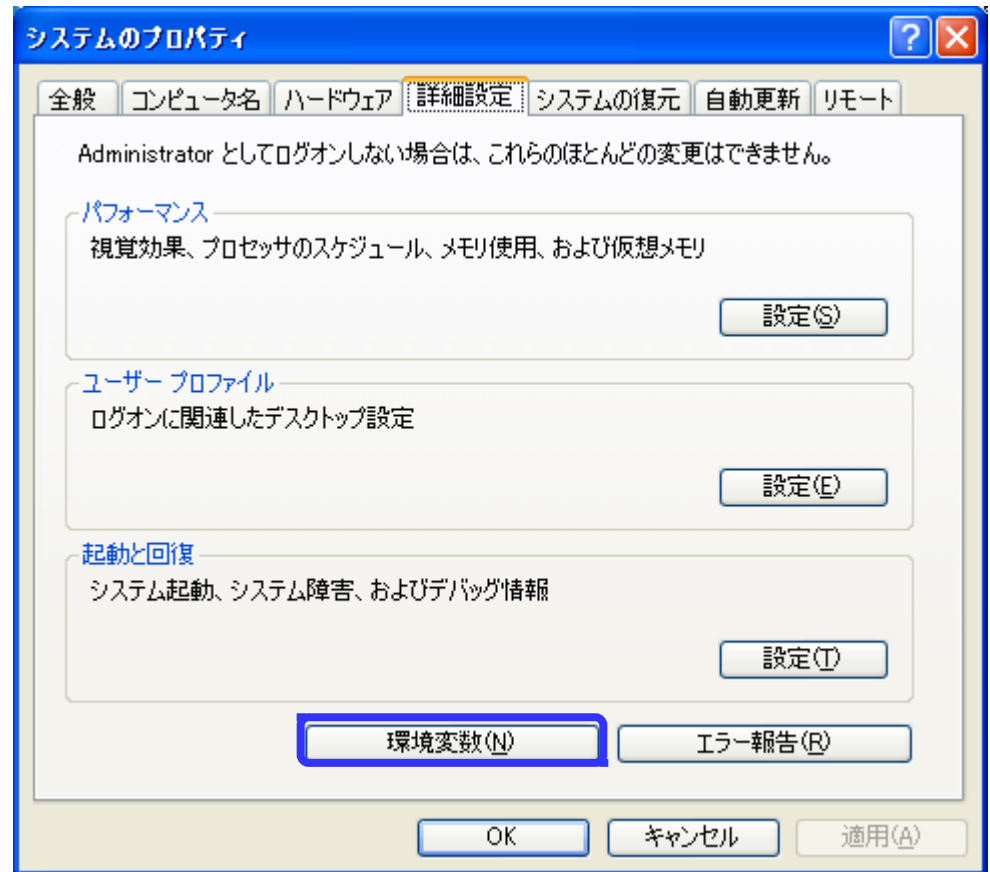 システムのプロパティ
全般 コンピュータ名 ハードウェア 詳細設定 システムの復元 自動更新 リモート
Administrator としてログオンしない場合は、これらのほとんどの変更はできません。
パフォーマンス
視覚効果、プロセッサのスケジュール、メモリ使用、および仮想メモリ
設定(S)
ユーザー プロファイル
ログオンに関連したデスクトップ設定
設定(E)
起動と回復
システム起動、システム障害、およびデバッグ情報
設定(T)
環境変数(N) エラー報告(R)
OK キャンセル 適用(A)